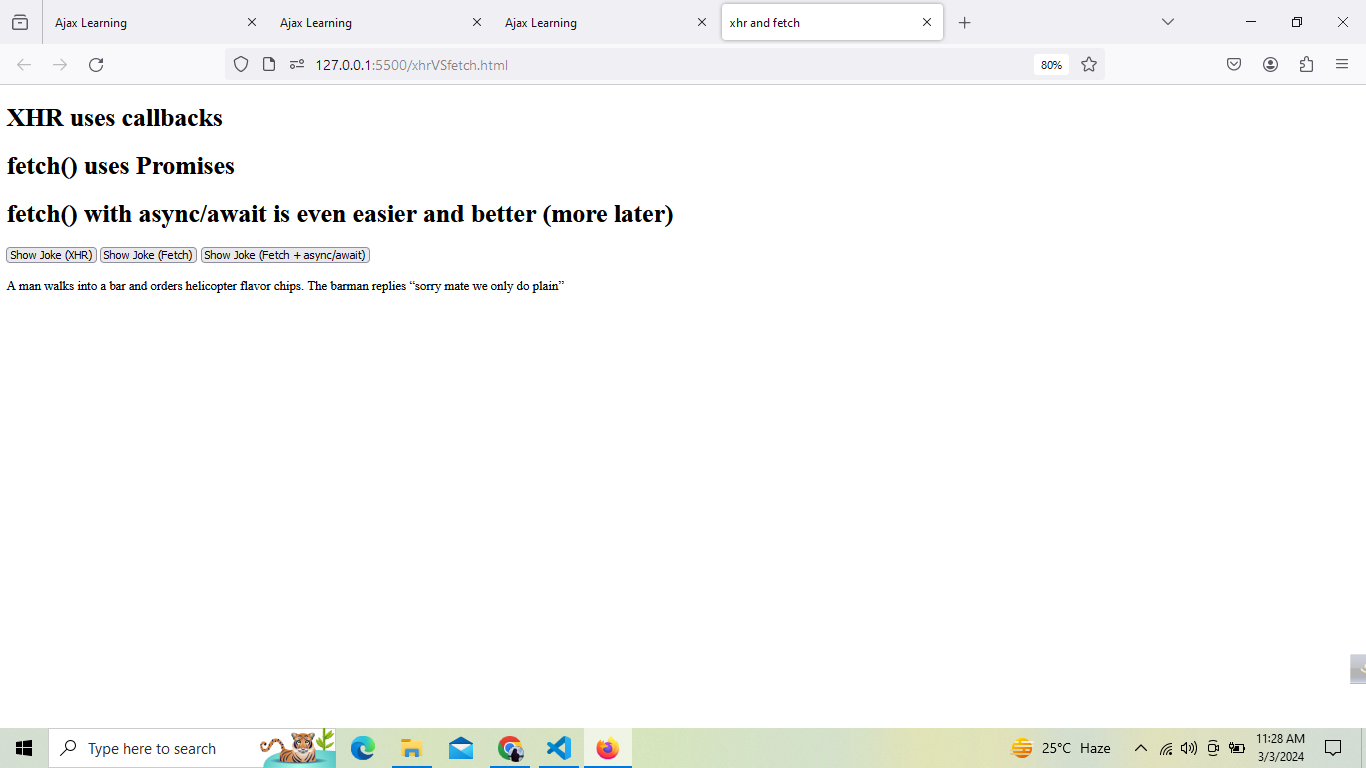 Ajax Learning
Ajax Learning
Ajax Learning
xhr and fetch
127.0.0.1:5500/xhrVSfetch.html
80%
XHR uses callbacks
fetch() uses Promises
fetch() with async/await is even easier and better (more later)
Show Joke (XHR) Show Joke (Fetch) Show Joke (Fetch + async/await)
A man walks into a bar and orders helicopter flavor chips. The barman replies “sorry mate we only do plain”
Type here to search
25°C Haze
11:28 AM
3/3/2024